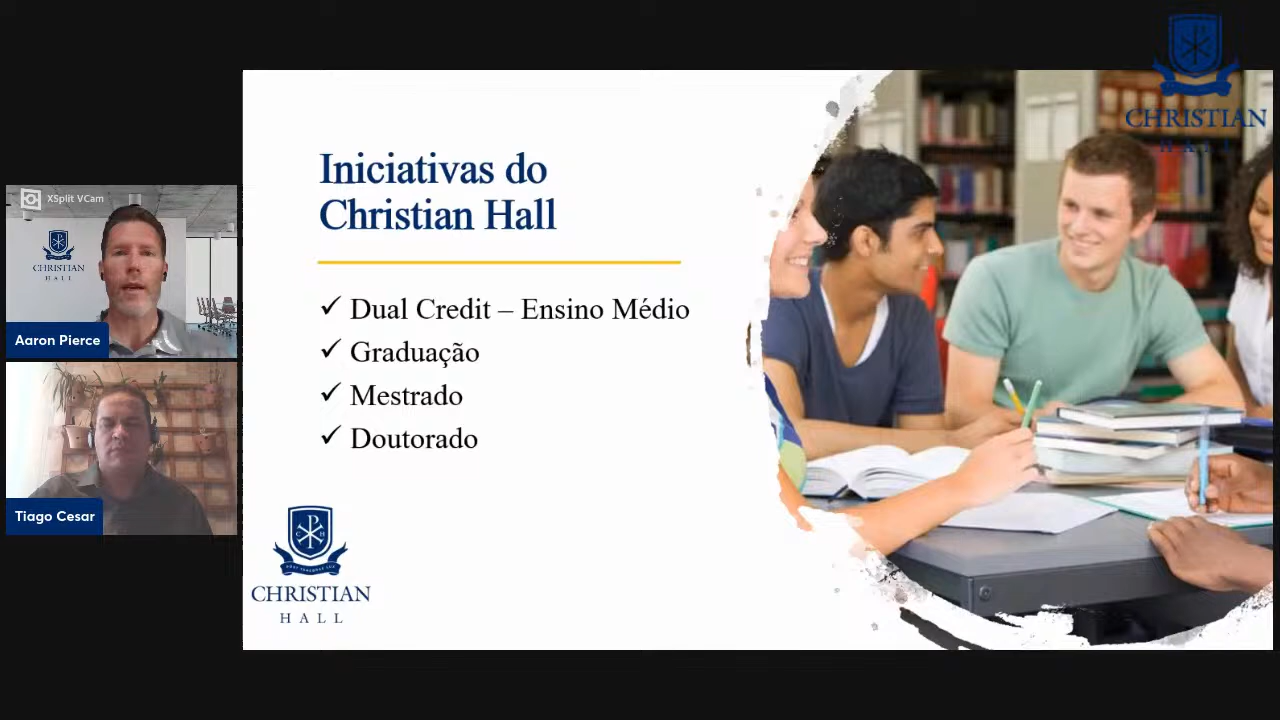 CHRISTIAN
HALL
XSplit VCam
CHRISTIAN
HALL
Aaron Pierce
Tiago Cesar
Iniciativas do
Christian Hall
✓ Dual Credit – Ensino Médio
✓ Graduação
✓ Mestrado
✓ Doutorado
CHRISTIAN
HALL